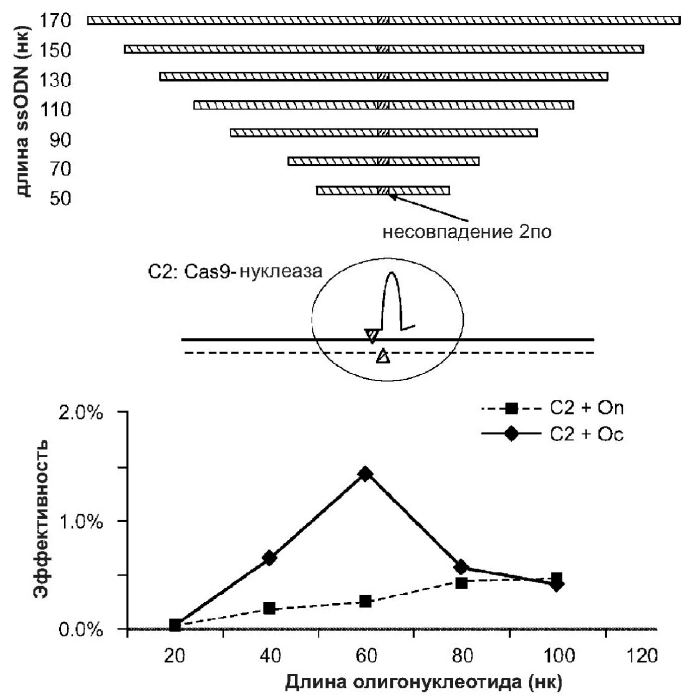 длина ssODN (нк)
170
150
130
110
90
70
50
несовпадение 2по
C2: Cas9-нуклеаза
Эффективность
2.0%
1.0%
0.0%
C2 + On
C2 + Oc
20 40 60 80 100 120
Длина олигонуклеотида (нк)